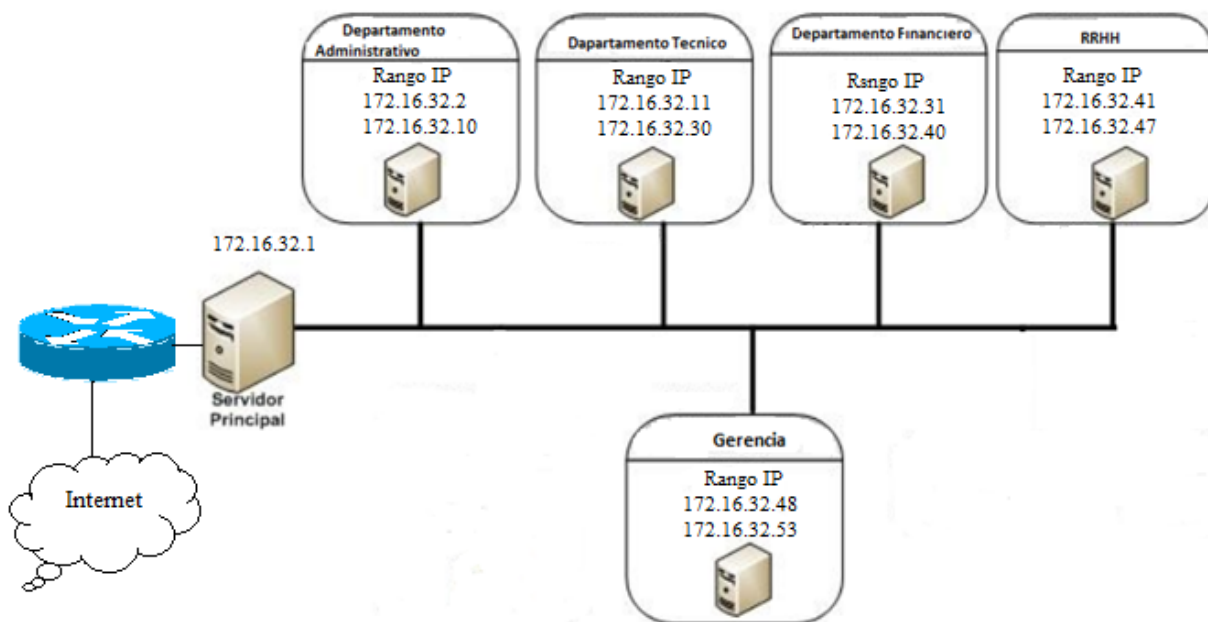 Departamento
Administrativo
Rango IP
172.16.32.2
172.16.32.10
Dapartamento Tecnico
Rango IP
172.16.32.11
172.16.32.30
Departamento Financiero
Rsngo IP
172.16.32.31
172.16.32.40
RRHH
Rango IP
172.16.32.41
172.16.32.47
172.16.32.1
Servidor
Principal
Internet
Gerencia
Rango IP
172.16.32.48
172.16.32.53